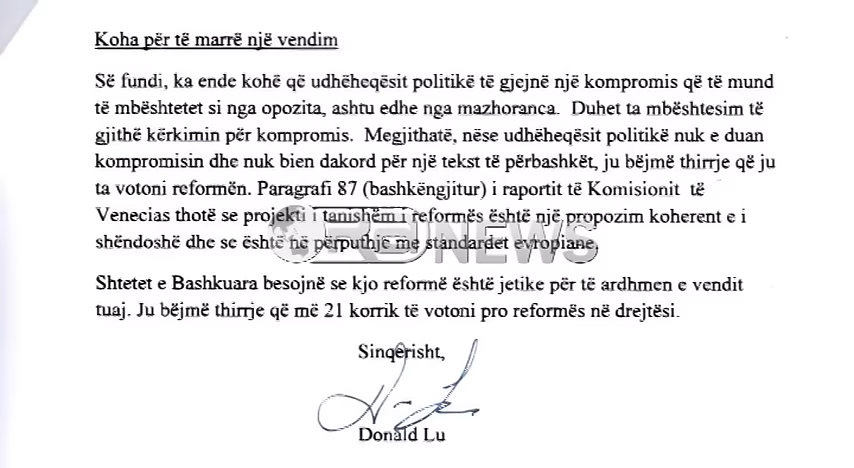 Koha për të marrë një vendim
Së fundi, ka ende kohë që udhëheqësit politikë të gjejnë një kompromis që të mund
të mbështetet si nga opozita, ashtu edhe nga mazhoranca. Duhet ta mbështesim të
gjithë kërkimin për kompromis. Megjithatë, nëse udhëheqësit politikë nuk e duan
kompromisin dhe nuk bien dakord për një tekst të përbashkët, ju bëjmë thirrje që ju
ta votoni reformën. Paragrafi 87 (bashkëngjitur) i raportit të Komisionit të
Venecias thotë se projekti i tanishëm i reformës është një propozim koherent e i
shëndoshë dhe se është në përputhje me standardet evropiane.
NEWS
Shtetet e Bashkuara besojnë se kjo reformë është jetike për të ardhmen e vendit
tuaj. Ju bëjmë thirrje që më 21 korrik të votoni pro reformës në drejtësi.
Sinqerisht,
Donald Lu